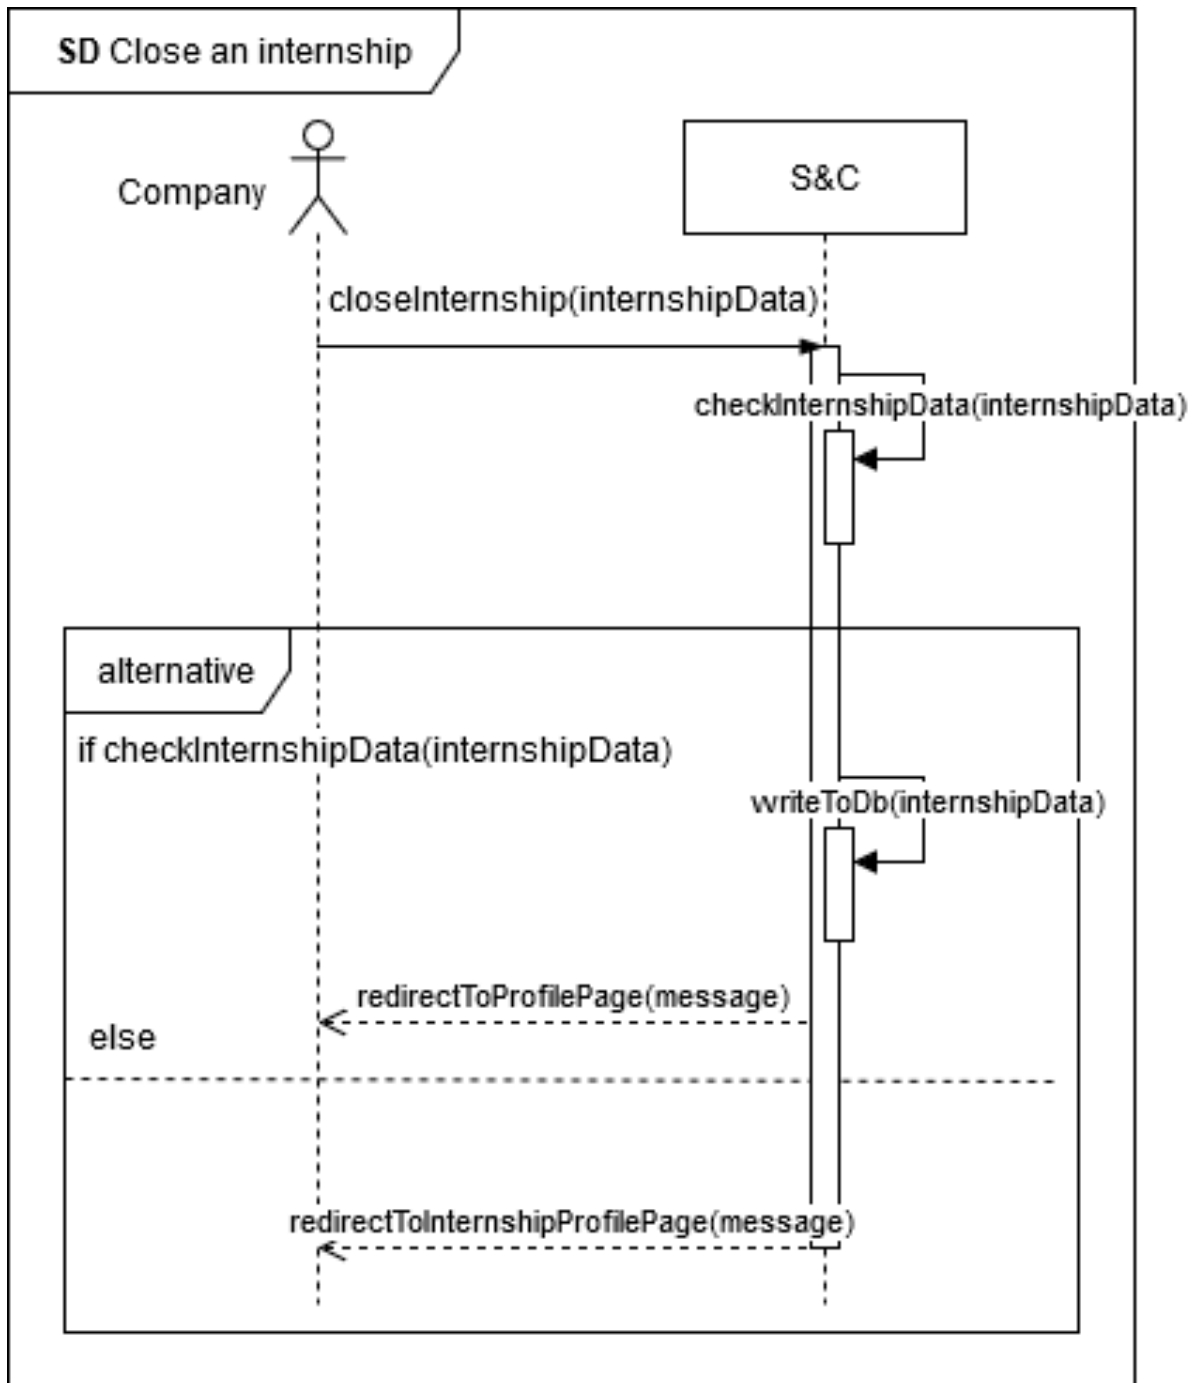 SD Close an internship
Company
S&C
closeInternship(internshipData)
checkInternshipData(internshipData)
alternative
if checkInternshipData(internshipData)
writeToDb(internshipData)
redirectToProfilePage(message)
else
redirectToInternshipProfilePage(message)